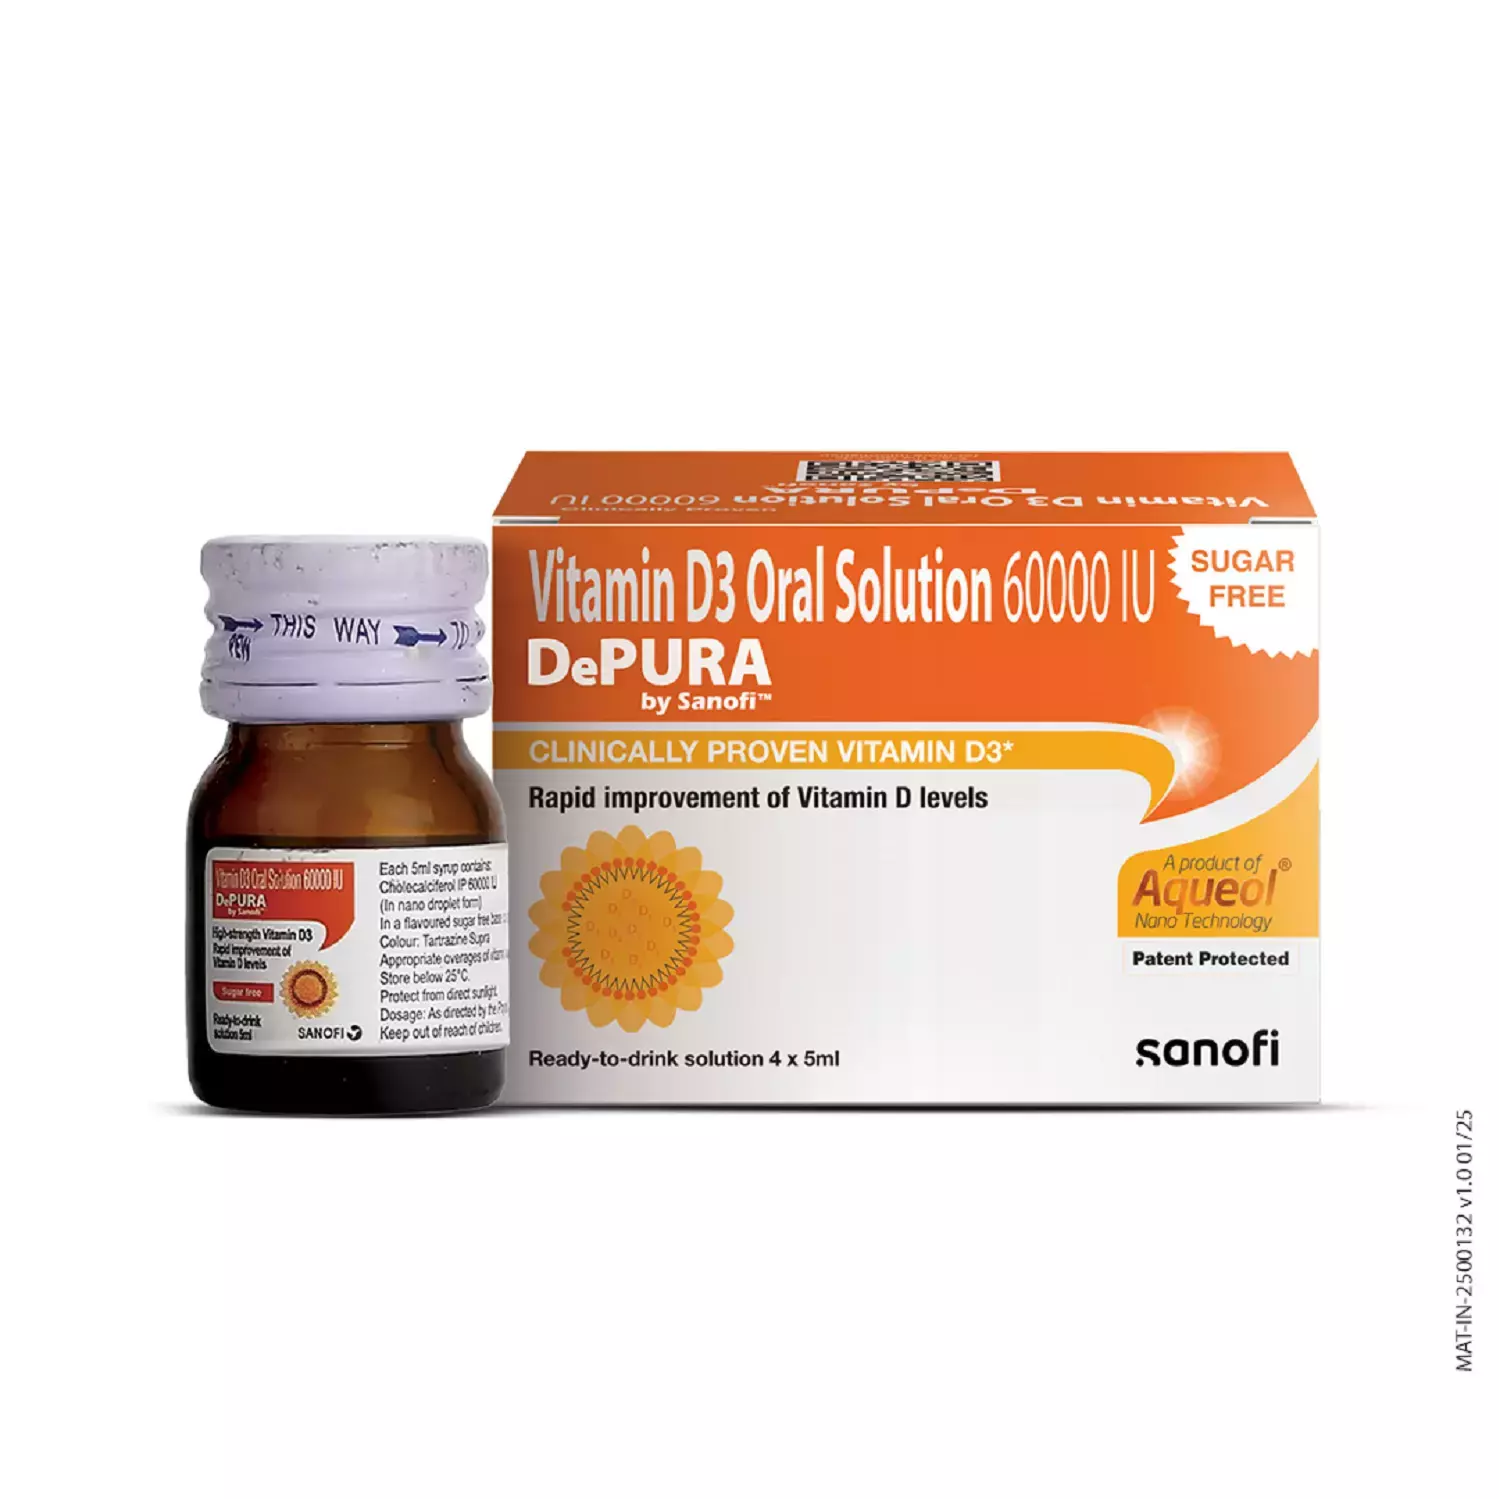 Vitamin D3 Oral Solution 60000 IU
DePURA
by Sanofi
Vitamin D3 Oral Solution 60000 IU
SUGAR
FREE
DePURA
by Sanofi™
CLINICALLY PROVEN VITAMIN D3*
Rapid improvement of Vitamin D levels
A product of
Aqueol®
Nano Technology
Patent Protected
Ready-to-drink solution 4 x 5ml
sanofi
THIS WAY
Vitamin D3 Oral Solution 60000 IU
DePURA
by Sanofi™
High-strength Vitamin D3
Rapid improvement of
Vitamin D levels
Sugar free
Ready-to-drink
solution 5ml
SANOFI
Each 5ml syrup contains:
Cholecalciferol IP 60000 IU
(In nano droplet form)
In a flavoured sugar free base
Colour: Tartrazine Supra
Appropriate overages of
Store below 25°C.
Protect from direct sunlight.
Dosage: As directed by the
Keep out of reach of children.
MAT-IN-2500132 v1.0 01/25